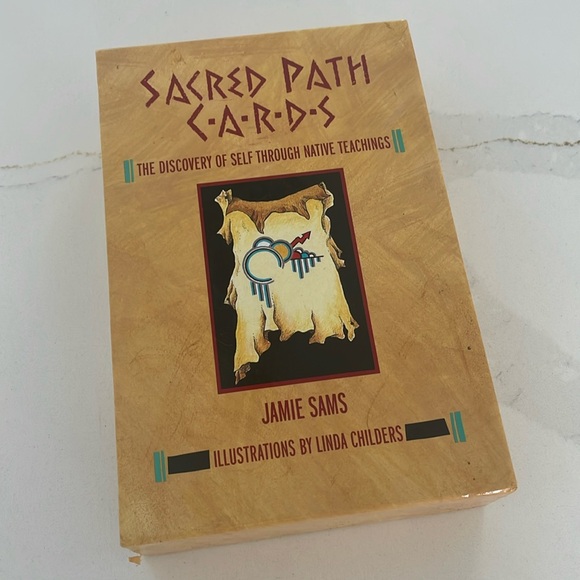 SACRED PATH
C·A·R·D·S
THE DISCOVERY OF SELF THROUGH NATIVE TEACHINGS
JAMIE SAMS
ILLUSTRATIONS BY LINDA CHILDERS